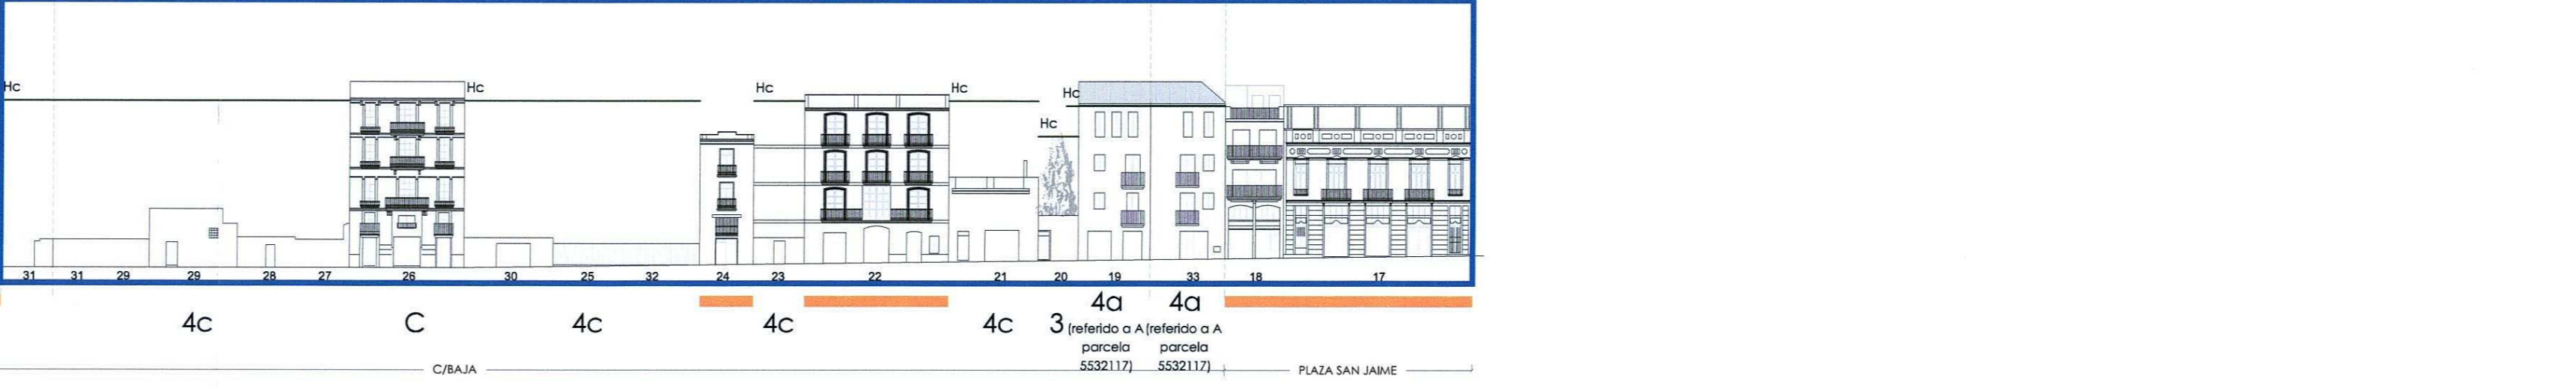 Hc Hc Hc Hc Hc
Hc
31 31 29 29 28 27 26 30 25 32 24 23 22 21 20 19 33 18 17
4a 4a
4c C 4c 4c 4c 3 (referido a A (referido a A
parcela parcela
5532117) 5532117)
C/BAJA PLAZA SAN JAIME